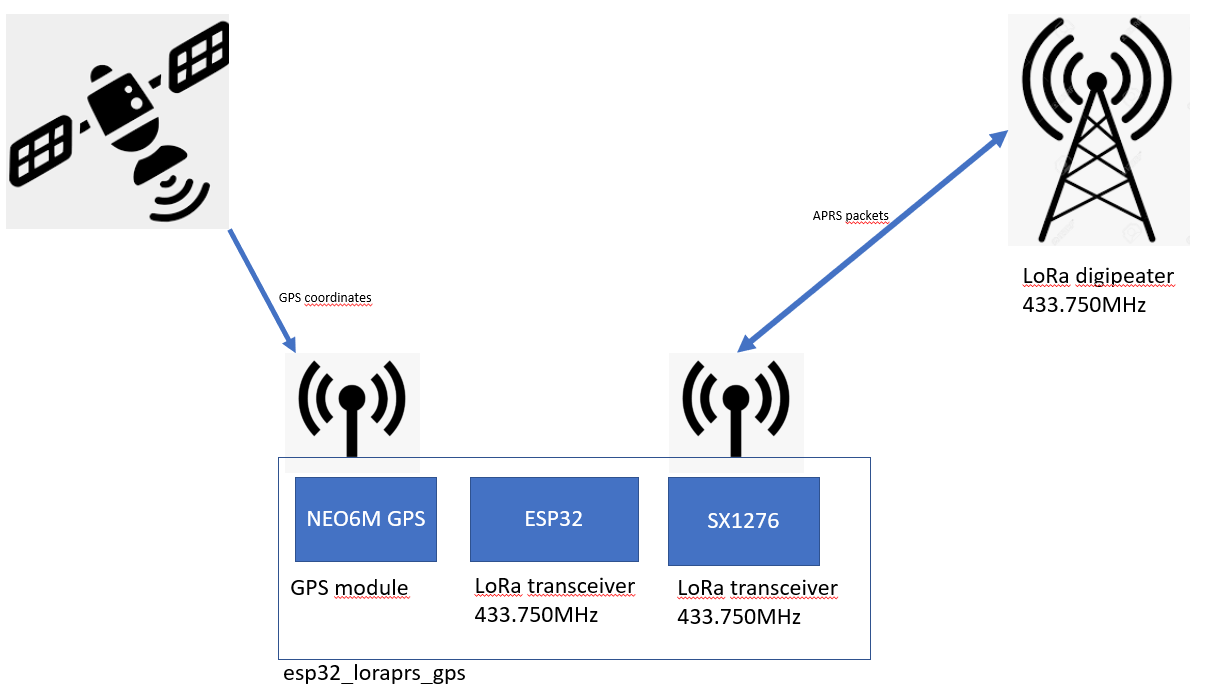 GPS coordinates
APRS packets
LoRa digipeater
433.750MHz
NEO6M GPS
ESP32
SX1276
GPS module
LoRa transceiver
433.750MHz
LoRa transceiver
433.750MHz
esp32_loraprs_gps